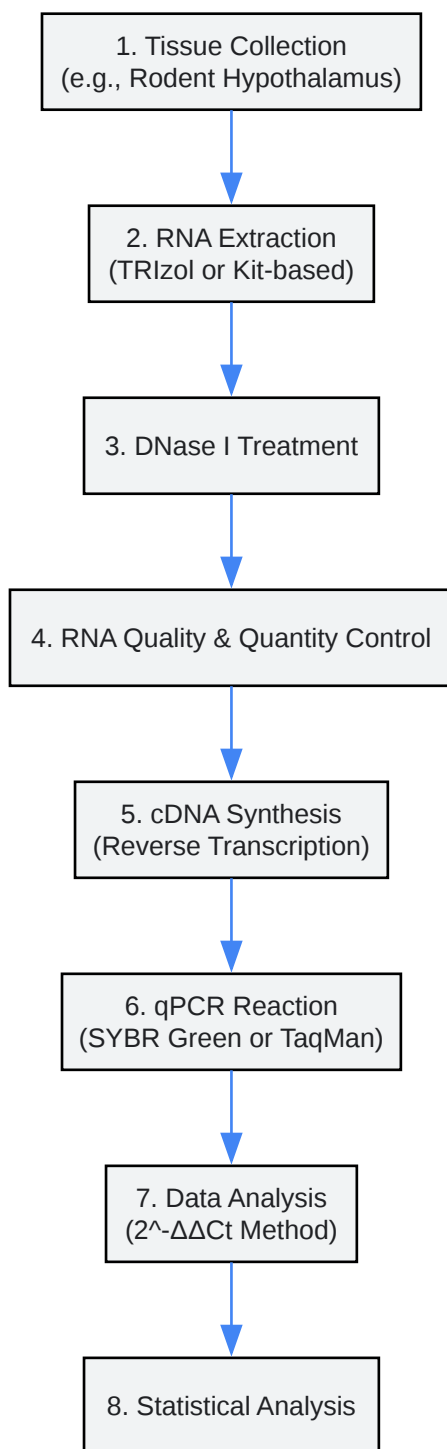 1. Tissue Collection
(e.g., Rodent Hypothalamus)
2. RNA Extraction
(TRIzol or Kit-based)
3. DNase I Treatment
4. RNA Quality & Quantity Control
5. cDNA Synthesis
(Reverse Transcription)
6. qPCR Reaction
(SYBR Green or TaqMan)
7. Data Analysis
(2^-ΔΔCt Method)
8. Statistical Analysis